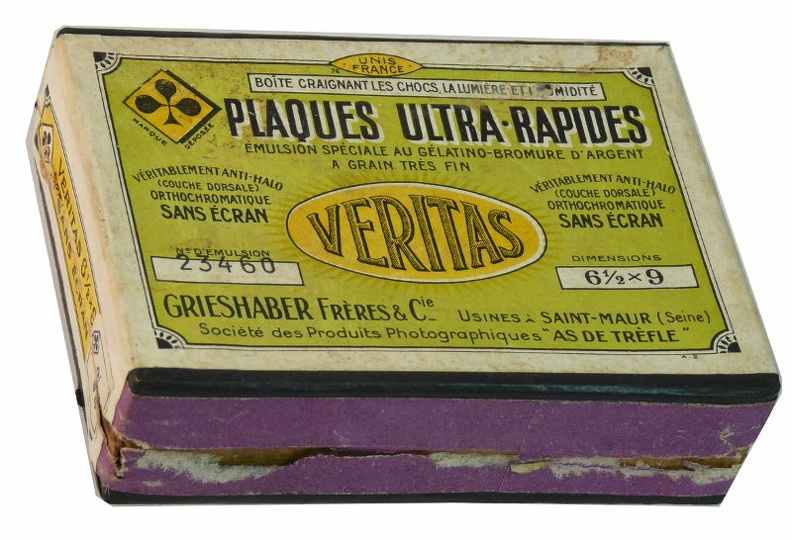 UNIS
FRANCE
BOÎTE CRAIGNANT LES CHOCS, LA LUMIÈRE ET L'HUMIDITÉ
MARQUE DÉPOSÉE
PLAQUES ULTRA-RAPIDES
ÉMULSION SPÉCIALE AU GÉLATINO-BROMURE D'ARGENT
A GRAIN TRÈS FIN
VÉRITABLEMENT ANTI-HALO
(COUCHE DORSALE)
ORTHOCHROMATIQUE
SANS ÉCRAN
VERITAS
VÉRITABLEMENT ANTI-HALO
(COUCHE DORSALE)
ORTHOCHROMATIQUE
SANS ÉCRAN
N° D'ÉMULSION
23460
DIMENSIONS
6½×9
GRIESHABER FRÈRES & Cie
USINES À SAINT-MAUR (Seine)
Société des Produits Photographiques "AS DE TRÈFLE"
VERITAS